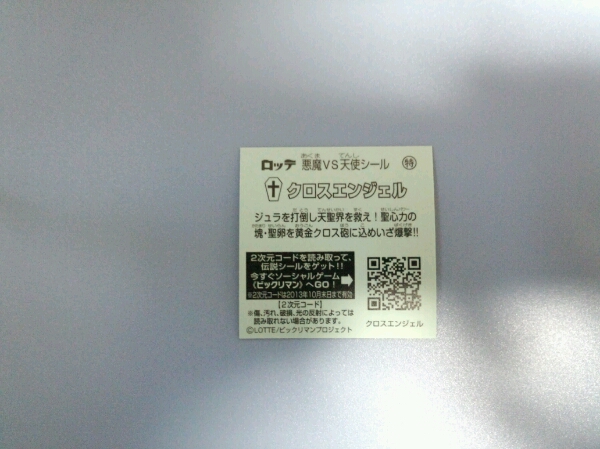 ロッテ 悪魔VS天使シール 特
クロスエンジェル
ジュラを打倒し天聖界を救え!聖心力の
塊・聖卵を黄金クロス砲に込めいざ爆撃!!
2次元コードを読み取って、
伝説シールをゲット!!
今すぐソーシャルゲーム
《ビックリマン》へGO!
※2次元コードは2013年10月末日まで有効
【2次元コード】
※傷、汚れ、破損、光の反射によっては
読み取れない場合があります。
©LOTTE/ビックリマンプロジェクト
クロスエンジェル